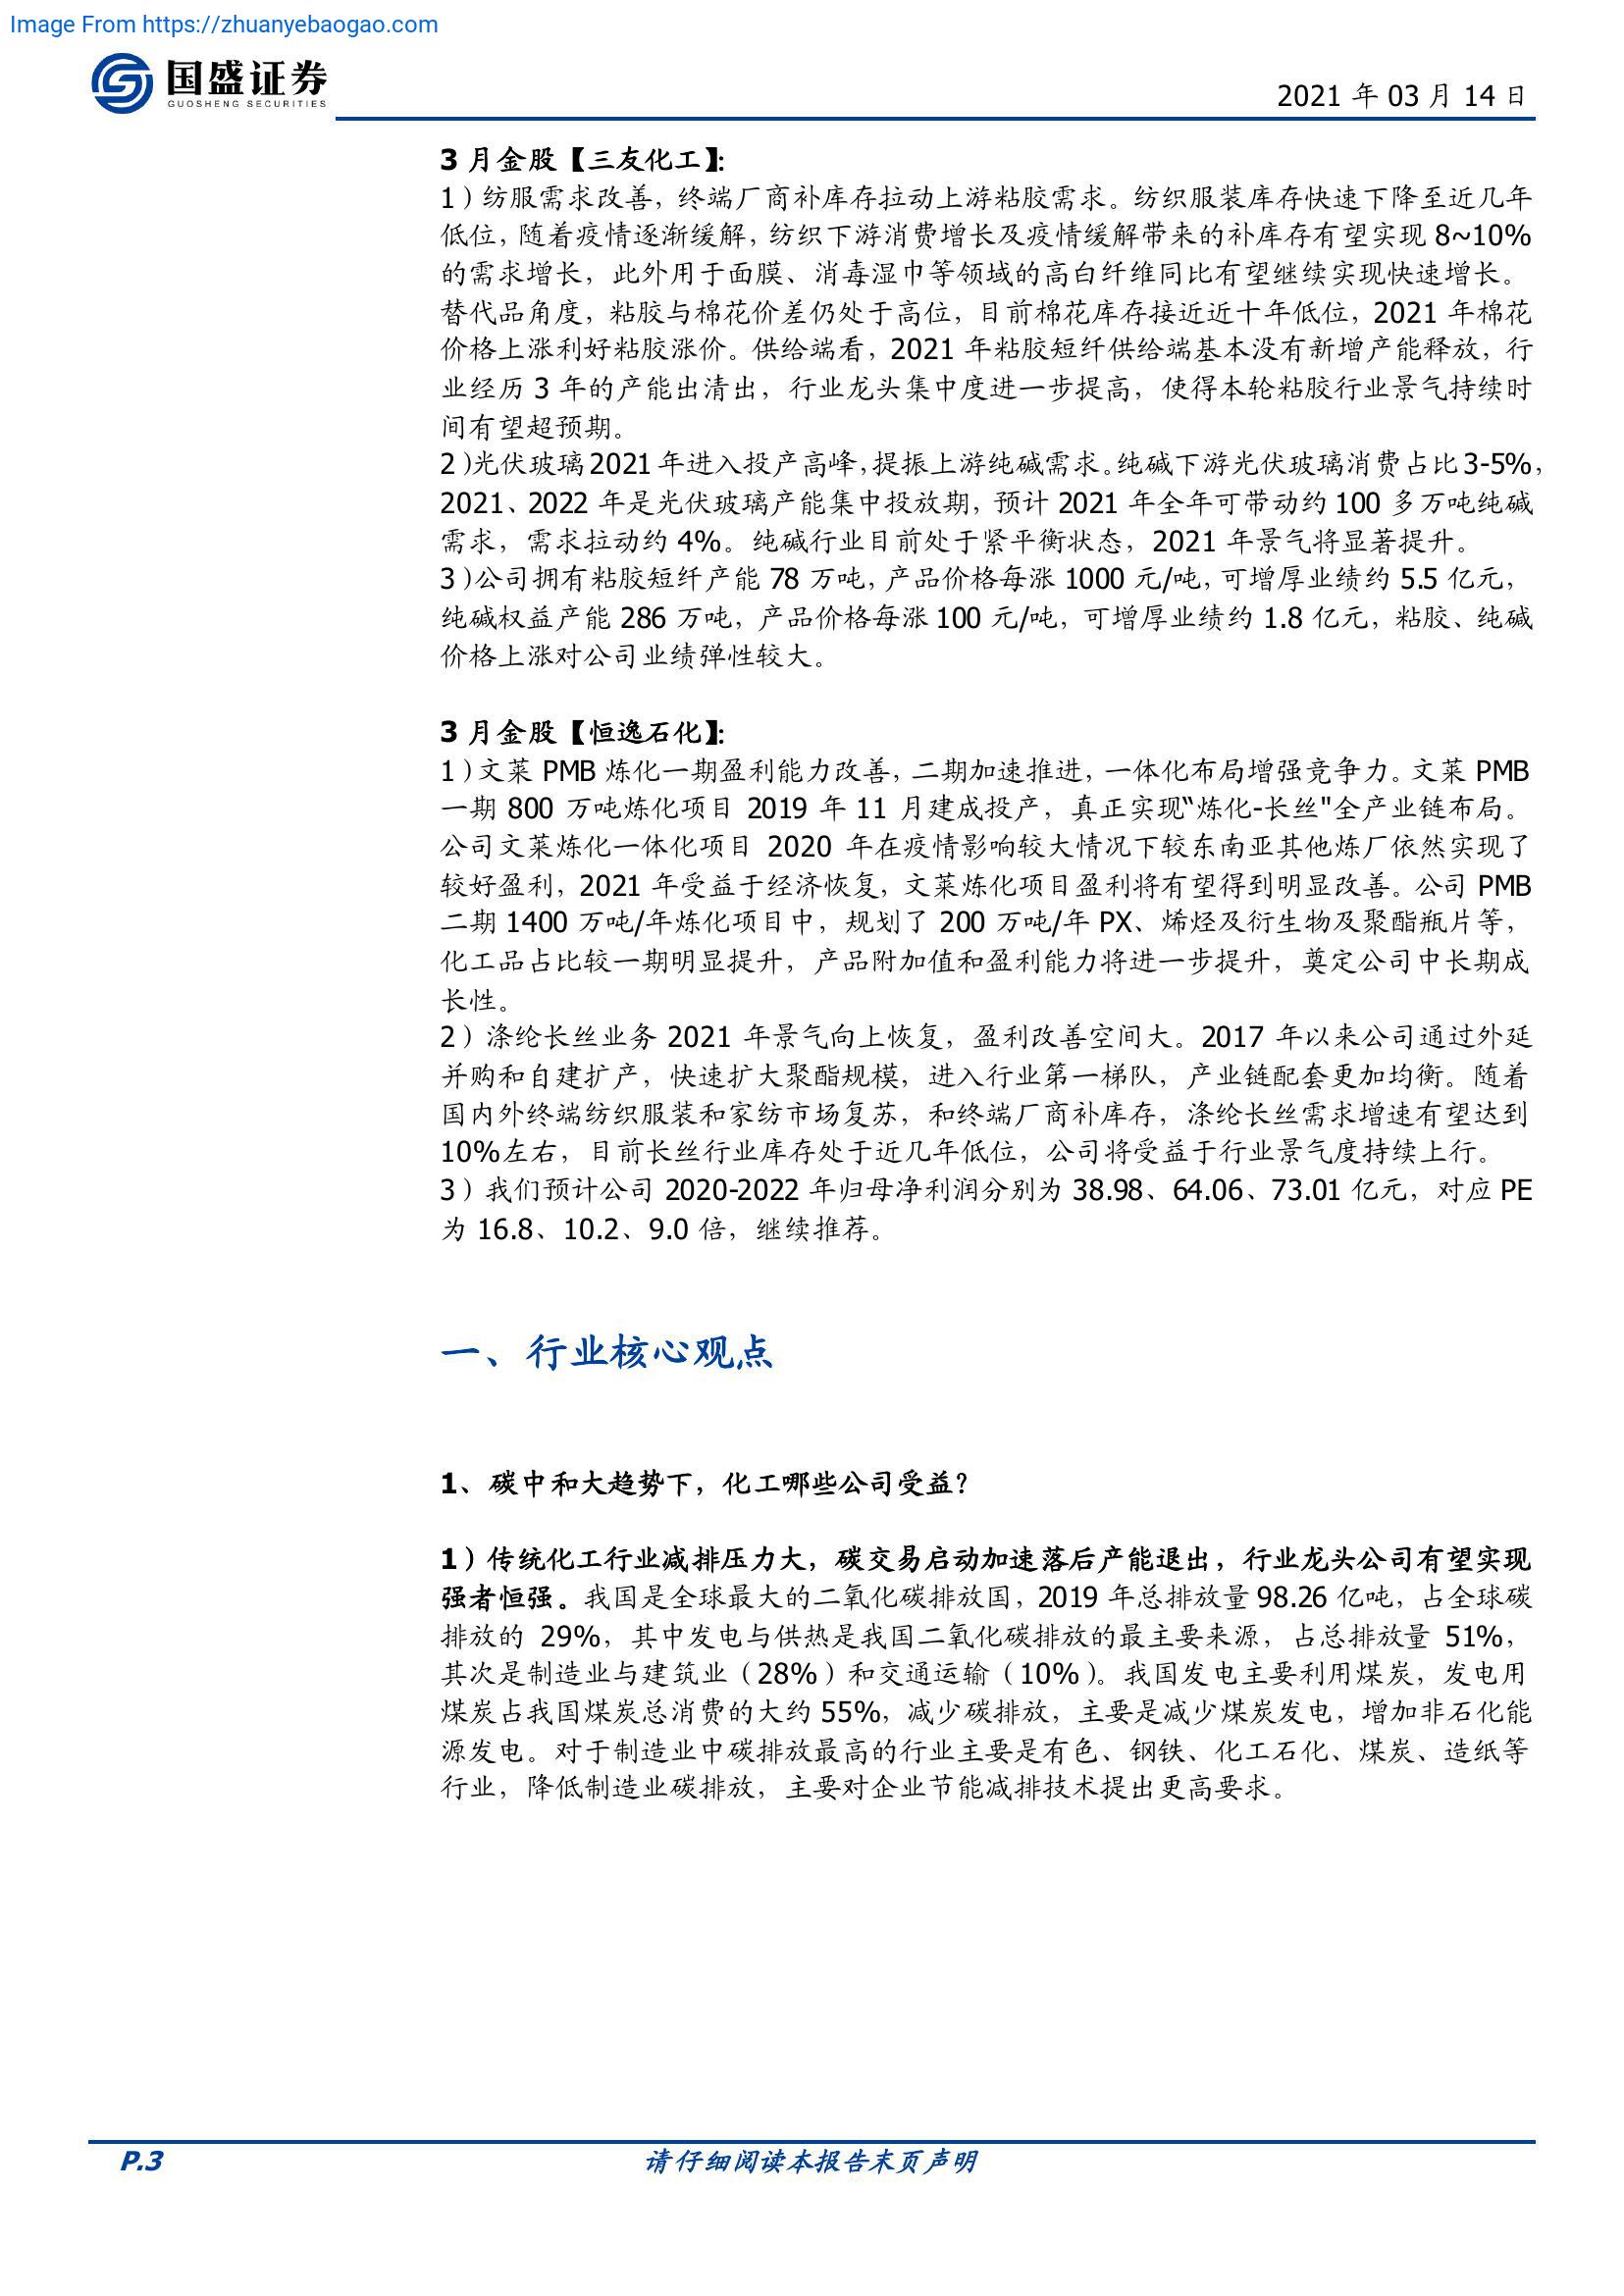 Image From https://zhuanyebaogao.com
国盛证券
GUOSHENG SECURITIES
2021 年 03 月 14 日
3 月金股【三友化工】：
1）纺服需求改善，终端厂商补库存拉动上游粘胶需求。纺织服装库存快速下降至近几年
低位，随着疫情逐渐缓解，纺织下游消费增长及疫情缓解带来的补库存有望实现 8~10%
的需求增长，此外用于面膜、消毒湿巾等领域的高白纤维同比有望继续实现快速增长。
替代品角度，粘胶与棉花价差仍处于高位，目前棉花库存接近近十年低位，2021 年棉花
价格上涨利好粘胶涨价。供给端看，2021 年粘胶短纤供给端基本没有新增产能释放，行
业经历 3 年的产能出清出，行业龙头集中度进一步提高，使得本轮粘胶行业景气持续时
间有望超预期。
2）光伏玻璃 2021 年进入投产高峰，提振上游纯碱需求。纯碱下游光伏玻璃消费占比 3-5%，
2021、2022 年是光伏玻璃产能集中投放期，预计 2021 年全年可带动约 100 多万吨纯碱
需求，需求拉动约 4%。纯碱行业目前处于紧平衡状态，2021 年景气将显著提升。
3）公司拥有粘胶短纤产能 78 万吨，产品价格每涨 1000 元/吨，可增厚业绩约 5.5 亿元，
纯碱权益产能 286 万吨，产品价格每涨 100 元/吨，可增厚业绩约 1.8 亿元，粘胶、纯碱
价格上涨对公司业绩弹性较大。
3 月金股【恒逸石化】：
1）文莱 PMB 炼化一期盈利能力改善，二期加速推进，一体化布局增强竞争力。文莱 PMB
一期 800 万吨炼化项目 2019 年 11 月建成投产，真正实现“炼化-长丝"全产业链布局。
公司文莱炼化一体化项目 2020 年在疫情影响较大情况下较东南亚其他炼厂依然实现了
较好盈利，2021 年受益于经济恢复，文莱炼化项目盈利将有望得到明显改善。公司 PMB
二期 1400 万吨/年炼化项目中，规划了 200 万吨/年 PX、烯烃及衍生物及聚酯瓶片等，
化工品占比较一期明显提升，产品附加值和盈利能力将进一步提升，奠定公司中长期成
长性。
2）涤纶长丝业务 2021 年景气向上恢复，盈利改善空间大。2017 年以来公司通过外延
并购和自建扩产，快速扩大聚酯规模，进入行业第一梯队，产业链配套更加均衡。随着
国内外终端纺织服装和家纺市场复苏，和终端厂商补库存，涤纶长丝需求增速有望达到
10%左右，目前长丝行业库存处于近几年低位，公司将受益于行业景气度持续上行。
3）我们预计公司 2020-2022 年归母净利润分别为 38.98、64.06、73.01 亿元，对应 PE
为 16.8、10.2、9.0 倍，继续推荐。
一、行业核心观点
1、碳中和大趋势下，化工哪些公司受益？
1）传统化工行业减排压力大，碳交易启动加速落后产能退出，行业龙头公司有望实现
强者恒强。我国是全球最大的二氧化碳排放国，2019 年总排放量 98.26 亿吨，占全球碳
排放的 29%，其中发电与供热是我国二氧化碳排放的最主要来源，占总排放量 51%，
其次是制造业与建筑业（28%）和交通运输（10%）。我国发电主要利用煤炭，发电用
煤炭占我国煤炭总消费的大约 55%，减少碳排放，主要是减少煤炭发电，增加非石化能
源发电。对于制造业中碳排放最高的行业主要是有色、钢铁、化工石化、煤炭、造纸等
行业，降低制造业碳排放，主要对企业节能减排技术提出更高要求。
P.3
请仔细阅读本报告末页声明